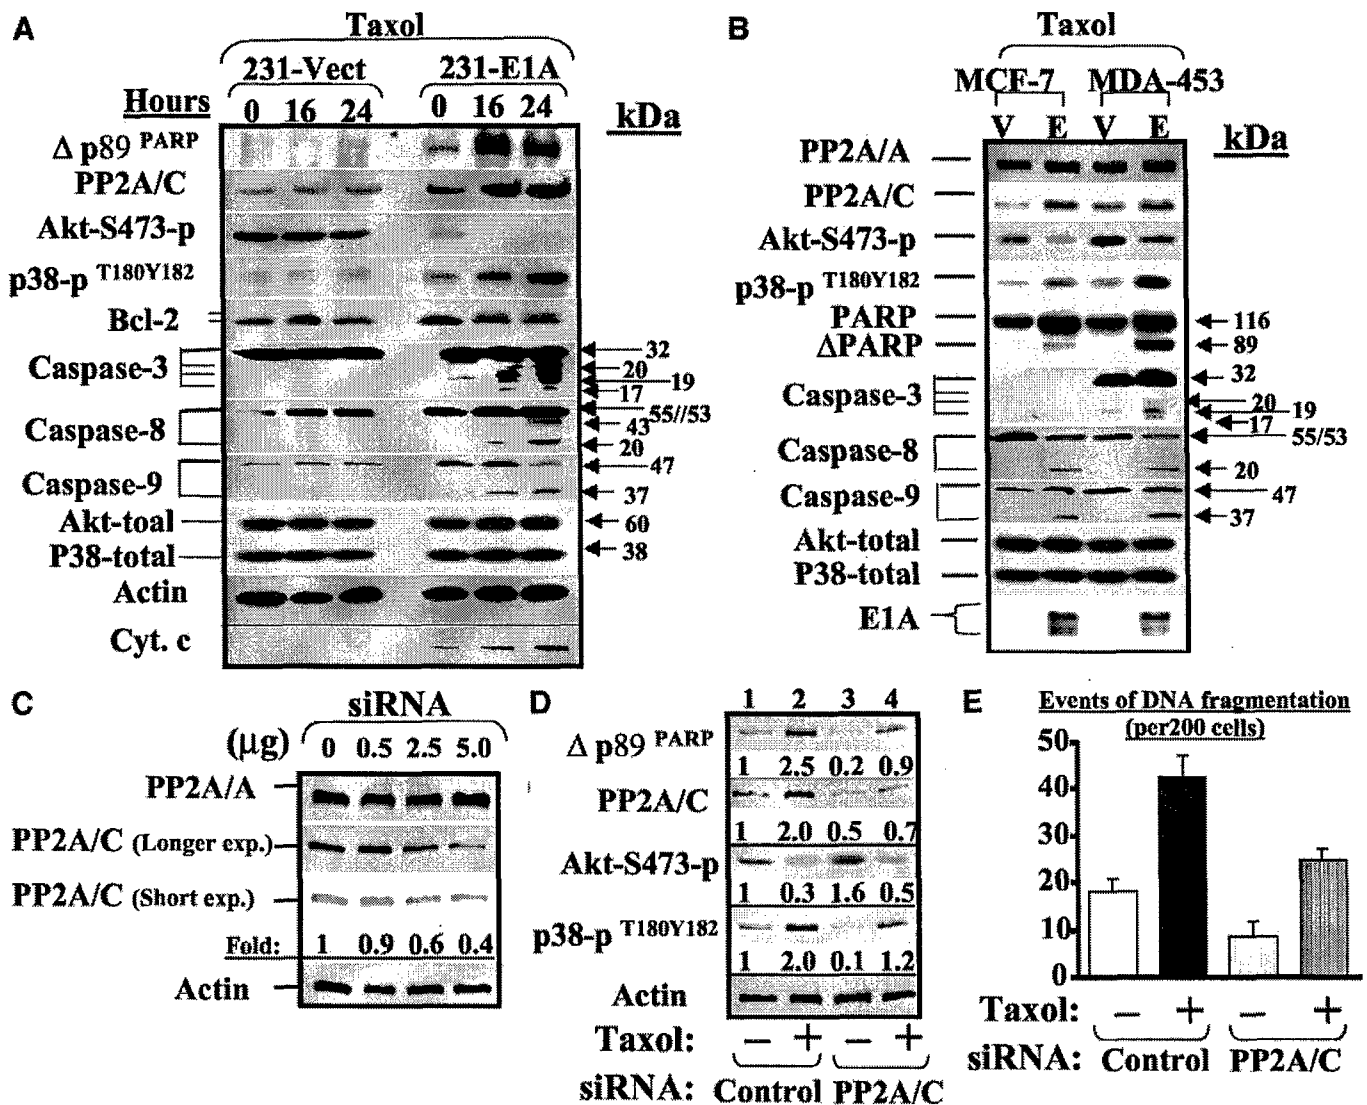 A
Taxol
231-Vect 231-E1A
Hours 0 16 24 0 16 24 kDa
Δ p89 PARP
PP2A/C
Akt-S473-p
p38-p T180Y182
Bcl-2
Caspase-3
32
20
19
17
Caspase-8
55//53
43
20
Caspase-9
47
37
Akt-toal 60
P38-total 38
Actin
Cyt. c
B
Taxol
MCF-7 MDA-453
V E V E kDa
PP2A/A
PP2A/C
Akt-S473-p
p38-p T180Y182
PARP 116
ΔPARP 89
Caspase-3
32
20
19
17
Caspase-8
55/53
20
Caspase-9
47
37
Akt-total
P38-total
E1A
C
siRNA
(μg) 0 0.5 2.5 5.0
PP2A/A
PP2A/C (Longer exp.)
PP2A/C (Short exp.)
Fold: 1 0.9 0.6 0.4
Actin
D
1 2 3 4
Δ p89 PARP
1 2.5 0.2 0.9
PP2A/C
1 2.0 0.5 0.7
Akt-S473-p
1 0.3 1.6 0.5
p38-p T180Y182
1 2.0 0.1 1.2
Actin
Taxol: − + − +
siRNA: Control PP2A/C
E
Events of DNA fragmentation
(per200 cells)
50
40
30
20
10
0
Taxol: − + − +
siRNA: Control PP2A/C